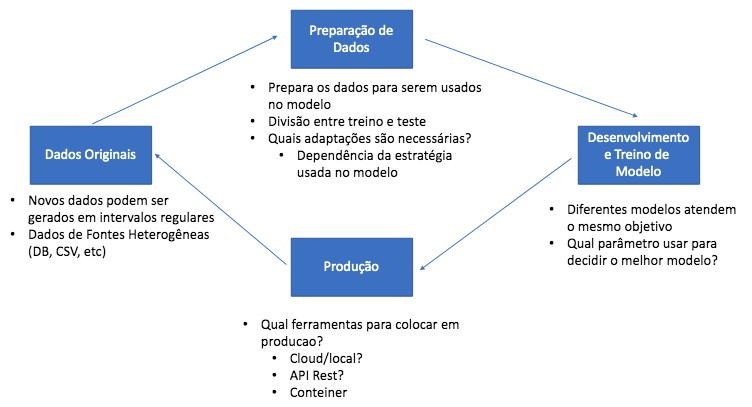 Preparação de
Dados
• Prepara os dados para serem usados
no modelo
• Divisão entre treino e teste
• Quais adaptações são necessárias?
• Dependência da estratégia
usada no modelo
Dados Originais
• Novos dados podem ser
gerados em intervalos regulares
• Dados de Fontes Heterogêneas
(DB, CSV, etc)
Desenvolvimento
e Treino de
Modelo
• Diferentes modelos atendem
o mesmo objetivo
• Qual parâmetro usar para
decidir o melhor modelo?
Produção
• Qual ferramentas para colocar em
producao?
• Cloud/local?
• API Rest?
• Conteiner